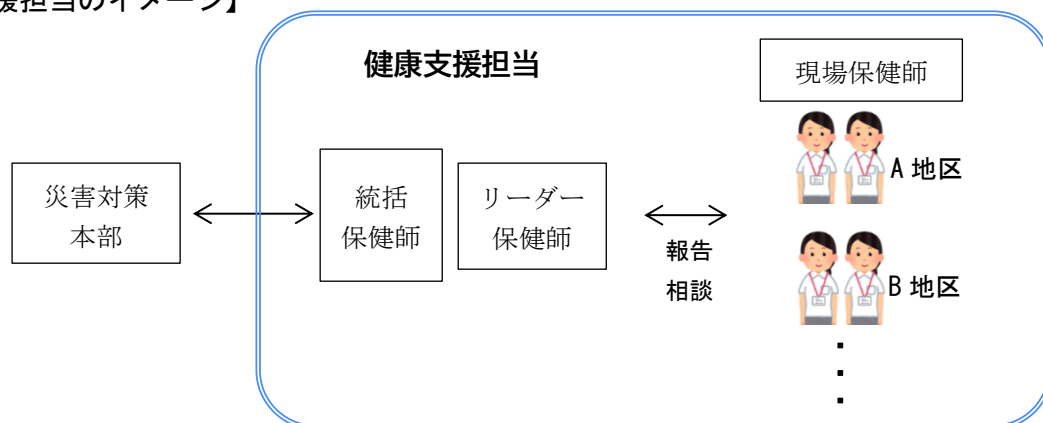 援担当のイメージ】
健康支援担当
現場保健師
災害対策
本部
統括
保健師
リーダー
保健師
報告
相談
A 地区
B 地区
・
・
・